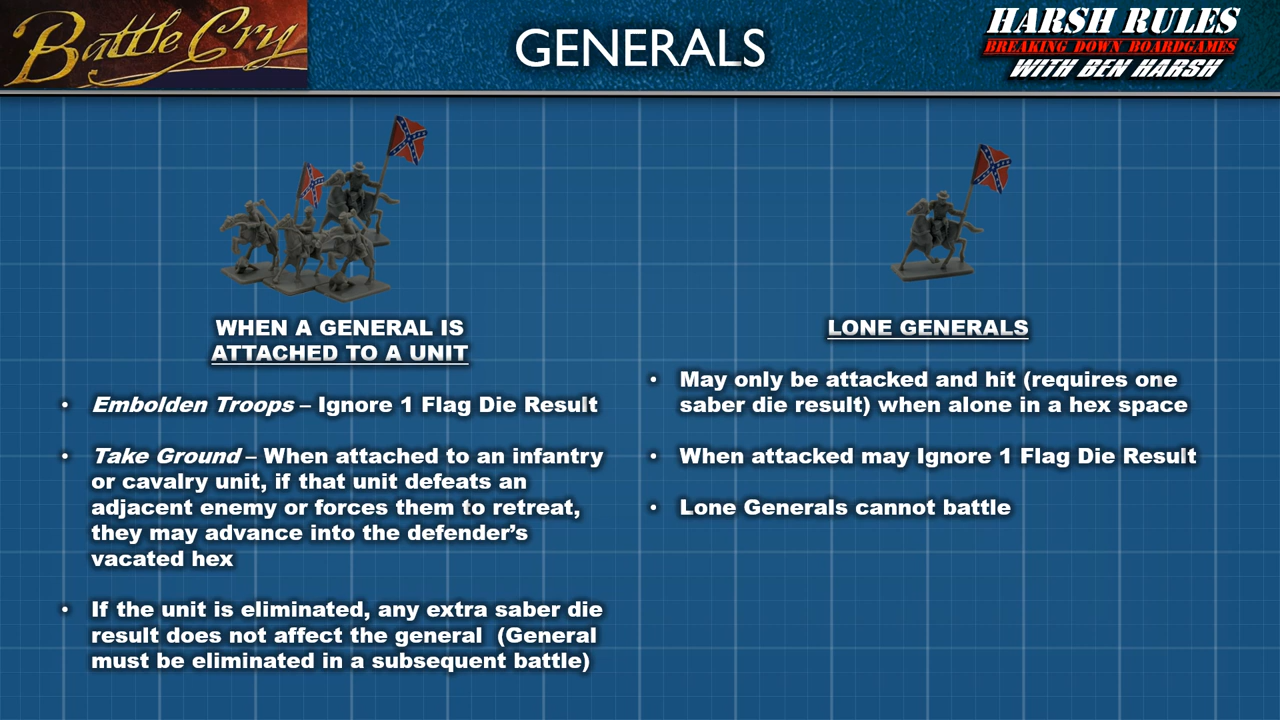 Battle Cry
GENERALS
HARSH RULES
BREAKING DOWN BOARDGAMES
WITH BEN HARSH
WHEN A GENERAL IS
ATTACHED TO A UNIT
• Embolden Troops – Ignore 1 Flag Die Result
• Take Ground – When attached to an infantry
or cavalry unit, if that unit defeats an
adjacent enemy or forces them to retreat,
they may advance into the defender's
vacated hex
• If the unit is eliminated, any extra saber die
result does not affect the general (General
must be eliminated in a subsequent battle)
LONE GENERALS
• May only be attacked and hit (requires one
saber die result) when alone in a hex space
• When attacked may Ignore 1 Flag Die Result
• Lone Generals cannot battle